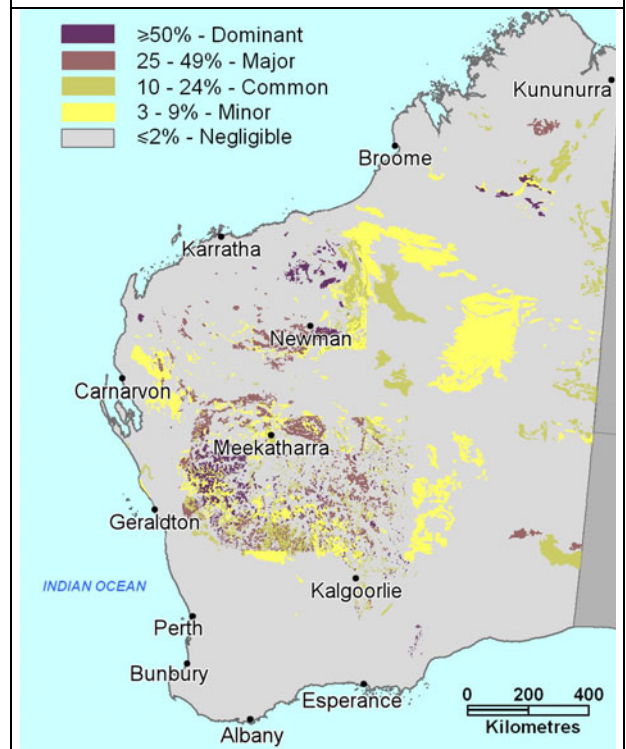 ≥50% - Dominant
25 - 49% - Major
10 - 24% - Common
3 - 9% - Minor
≤2% - Negligible
Kununurra
Broome
Karratha
Newman
Carnarvon
Meekatharra
Geraldton
INDIAN OCEAN
Kalgoorlie
Perth
Bunbury
Esperance
Albany
0 200 400
Kilometres